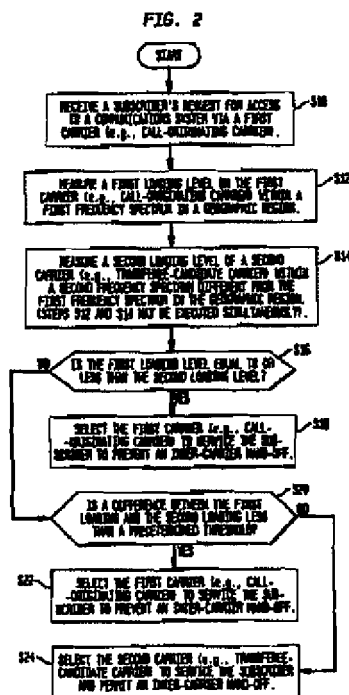 FIG. 2
START
RECEIVE A SUBSCRIBER'S REQUEST FOR ACCESS
OF A COMMUNICATIONS SYSTEM VIA A FIRST
CARRIER (e.g., CALL-ORIGINATING CARRIER).
S10
MEASURE A FIRST LOADING LEVEL ON THE FIRST
CARRIER (e.g., CALL-ORIGINATING CARRIER) WITHIN A
FIRST FREQUENCY SPECTRUM IN A GEOGRAPHIC REGION.
S12
MEASURE A SECOND LOADING LEVEL OF A SECOND
CARRIER (e.g., TRANSFERENCE-CANDIDATE CARRIER) WITHIN
A SECOND FREQUENCY SPECTRUM DIFFERENT FROM THE
FIRST FREQUENCY SPECTRUM IN THE GEOGRAPHIC REGION.
(STEPS S12 AND S14 MAY BE EXECUTED SIMULTANEOUSLY).
S14
IS THE FIRST LOADING LEVEL EQUAL TO OR
LESS THAN THE SECOND LOADING LEVEL?
S16
NO
YES
SELECT THE FIRST CARRIER (e.g., CALL-
-ORIGINATING CARRIER) TO SERVICE THE SUB-
SCRIBER TO PREVENT AN INTER-CARRIER HAND-OFF.
S18
IS A DIFFERENCE BETWEEN THE FIRST
LOADING AND THE SECOND LOADING LESS
THAN A PREDETERMINED THRESHOLD?
S20
NO
YES
S22
SELECT THE FIRST CARRIER (e.g., CALL-
-ORIGINATING CARRIER) TO SERVICE THE SUB-
SCRIBER TO PREVENT AN INTER-CARRIER HAND-OFF.
S24
SELECT THE SECOND CARRIER (e.g., TRANSFERENCE-
CANDIDATE CARRIER) TO SERVICE THE SUBSCRIBER
AND PERMIT AN INTER-CARRIER HAND-OFF.